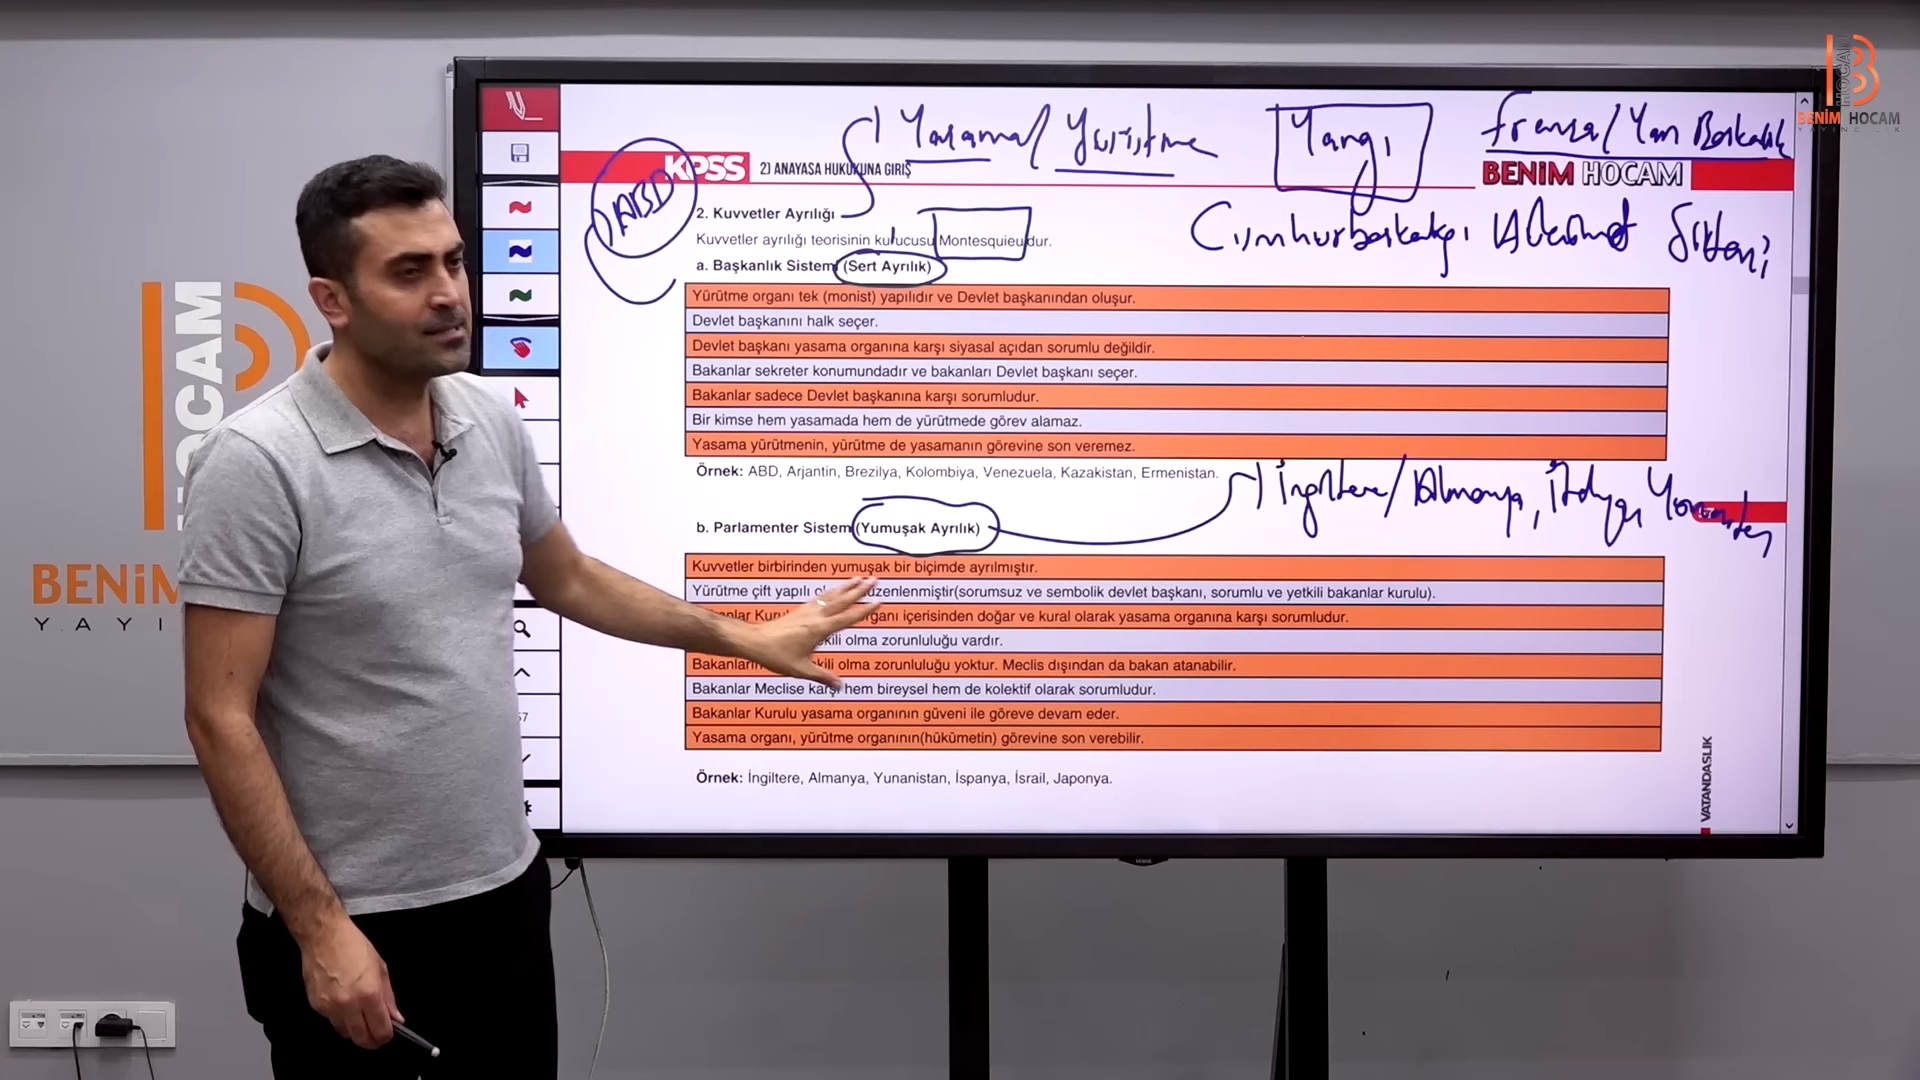 BENİM HOCAM
YAYINCILIK
Yasama / Yürütme
Yargı
Fransa / Yarı Başkanlık
KPSS 2) ANAYASA HUKUKUNA GİRİŞ
BENİM HOCAM
ABD
2. Kuvvetler Ayrılığı
Cumhurbaşkanlığı Hükümet Sistemi
Kuvvetler ayrılığı teorisinin kurucusu Montesquieu'dur.
a. Başkanlık Sistemi (Sert Ayrılık)
Yürütme organı tek (monist) yapılıdır ve Devlet başkanından oluşur.
Devlet başkanını halk seçer.
Devlet başkanı yasama organına karşı siyasal açıdan sorumlu değildir.
Bakanlar sekreter konumundadır ve bakanları Devlet başkanı seçer.
Bakanlar sadece Devlet başkanına karşı sorumludur.
Bir kimse hem yasamada hem de yürütmede görev alamaz.
Yasama yürütmenin, yürütme de yasamanın görevine son veremez.
Örnek: ABD, Arjantin, Brezilya, Kolombiya, Venezuela, Kazakistan, Ermenistan.
İngiltere / Almanya, İtalya, Yunanistan
b. Parlamenter Sistem (Yumuşak Ayrılık)
Kuvvetler birbirinden yumuşak bir biçimde ayrılmıştır.
Yürütme çift yapılı düzenlenmiştir(sorumsuz ve sembolik devlet başkanı, sorumlu ve yetkili bakanlar kurulu).
organı içerisinden doğar ve kural olarak yasama organına karşı sorumludur.
olma zorunluluğu vardır.
Bakanların olma zorunluluğu yoktur. Meclis dışından da bakan atanabilir.
Bakanlar Meclise karşı hem bireysel hem de kolektif olarak sorumludur.
Bakanlar Kurulu yasama organının güveni ile göreve devam eder.
Yasama organı, yürütme organının(hükümetin) görevine son verebilir.
Örnek: İngiltere, Almanya, Yunanistan, İspanya, İsrail, Japonya.
VATANDAŞLIK
HOCAM
BENİM
YAYI